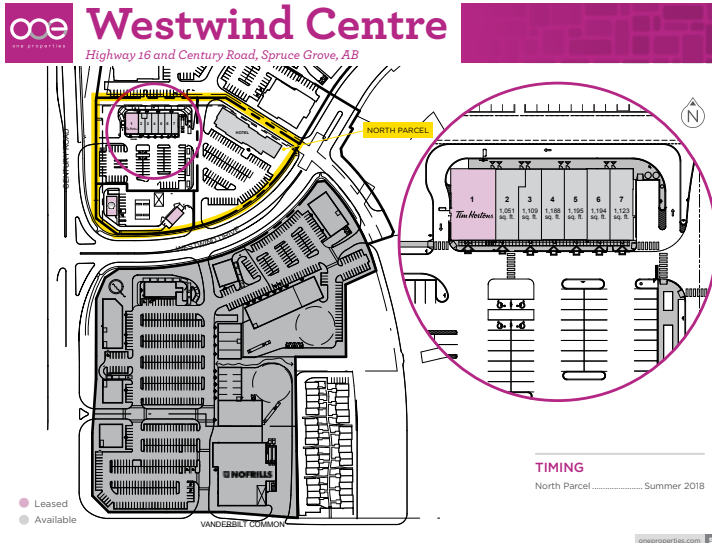 one properties
Westwind Centre
Highway 16 and Century Road, Spruce Grove, AB
CENTURY ROAD
HOTEL
NORTH PARCEL
N
1
2
3
4
5
6
7
Tim Hortons
1,051
sq. ft.
1,109
sq. ft.
1,188
sq. ft.
1,195
sq. ft.
1,194
sq. ft.
1,123
sq. ft.
NOFRILLS
VANDERBILT COMMON
TIMING
North Parcel ........................ Summer 2018
Leased
Available
oneproperties.com